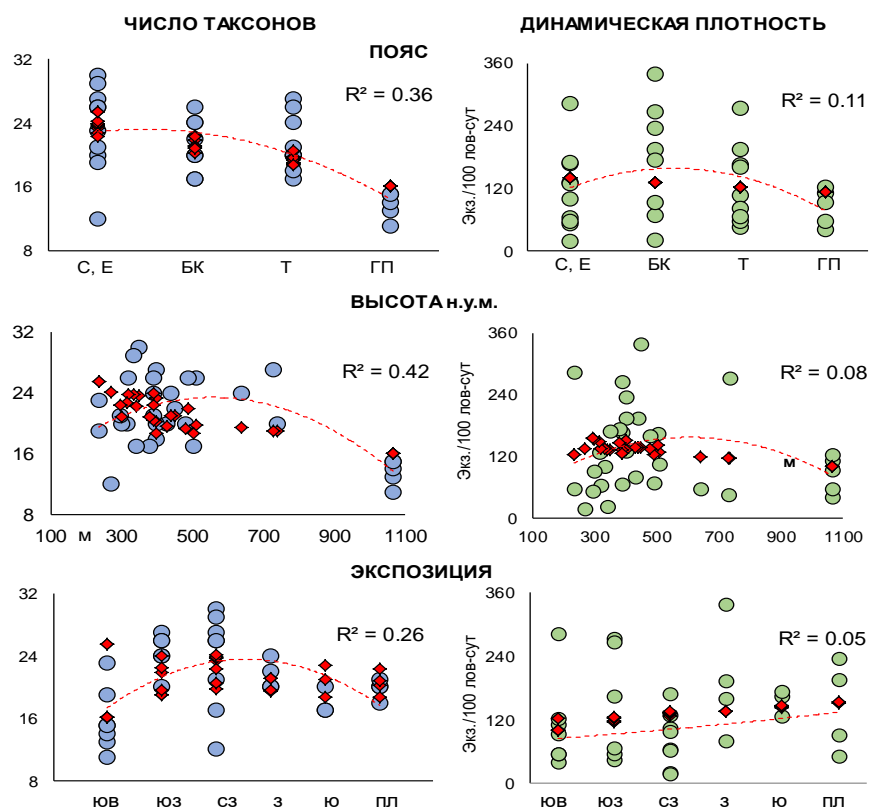 ЧИСЛО ТАКСОНОВ
ДИНАМИЧЕСКАЯ ПЛОТНОСТЬ
ПОЯС
32
24
16
8
R² = 0.36
С, Е БК Т ГП
Экз./100 лов-сут
360
240
120
0
R² = 0.11
С, Е БК Т ГП
ВЫСОТА н.у.м.
32
24
16
8
R² = 0.42
100 м 300 500 700 900 1100
Экз./100 лов-сут
360
240
120
0
R² = 0.08
м
100 300 500 700 900 1100
ЭКСПОЗИЦИЯ
32
24
16
8
R² = 0.26
ЮВ ЮЗ СЗ З Ю ПЛ
Экз./100 лов-сут
360
240
120
0
R² = 0.05
ЮВ ЮЗ СЗ З Ю ПЛ